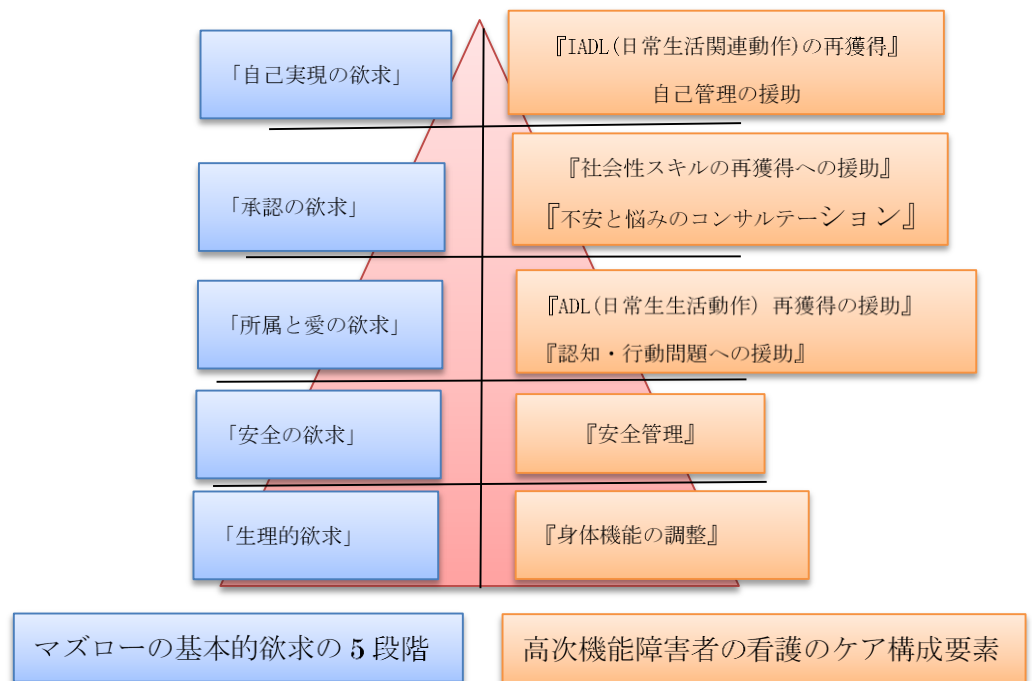 「自己実現の欲求」
『IADL(日常生活関連動作)の再獲得』
自己管理の援助
「承認の欲求」
『社会性スキルの再獲得への援助』
『不安と悩みのコンサルテーション』
「所属と愛の欲求」
『ADL(日常生生活動作) 再獲得の援助』
『認知・行動問題への援助』
「安全の欲求」
『安全管理』
「生理的欲求」
『身体機能の調整』
マズローの基本的欲求の5段階
高次機能障害者の看護のケア構成要素